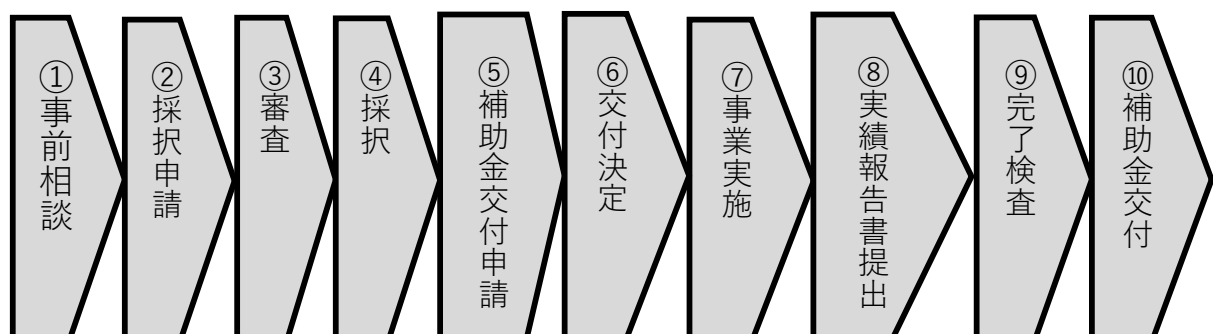 ①事前相談
②採択申請
③審査
④採択
⑤補助金交付申請
⑥交付決定
⑦事業実施
⑧実績報告書提出
⑨完了検査
⑩補助金交付